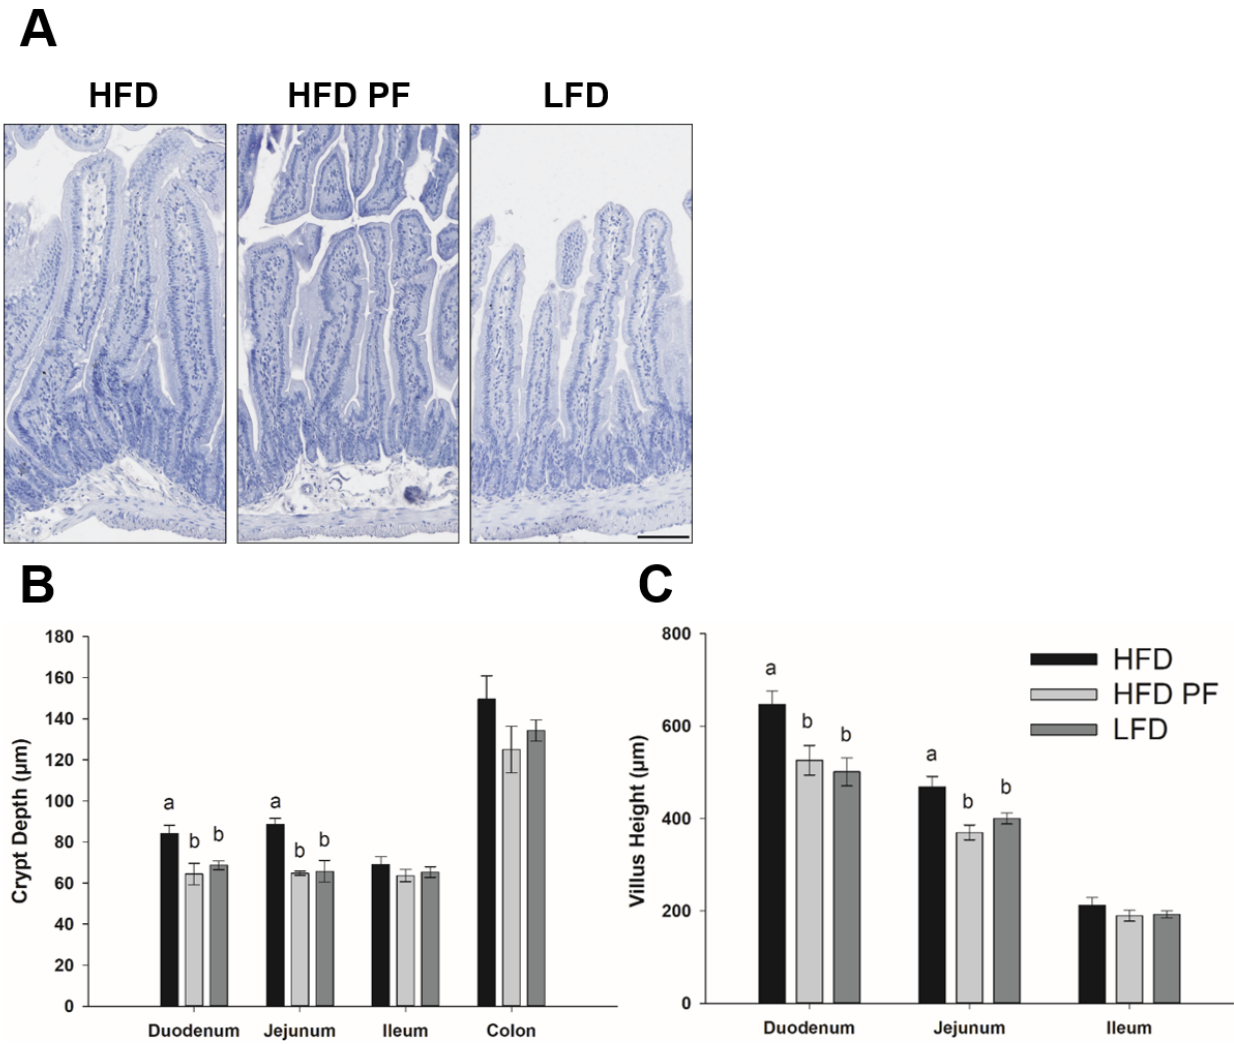 A
HFD
HFD PF
LFD
B
C
Crypt Depth (μm)
180
160
140
120
100
80
60
40
20
0
a
b
b
a
b
b
Duodenum
Jejunum
Ileum
Colon
Villus Height (μm)
800
600
400
200
0
a
b
b
a
b
b
HFD
HFD PF
LFD
Duodenum
Jejunum
Ileum